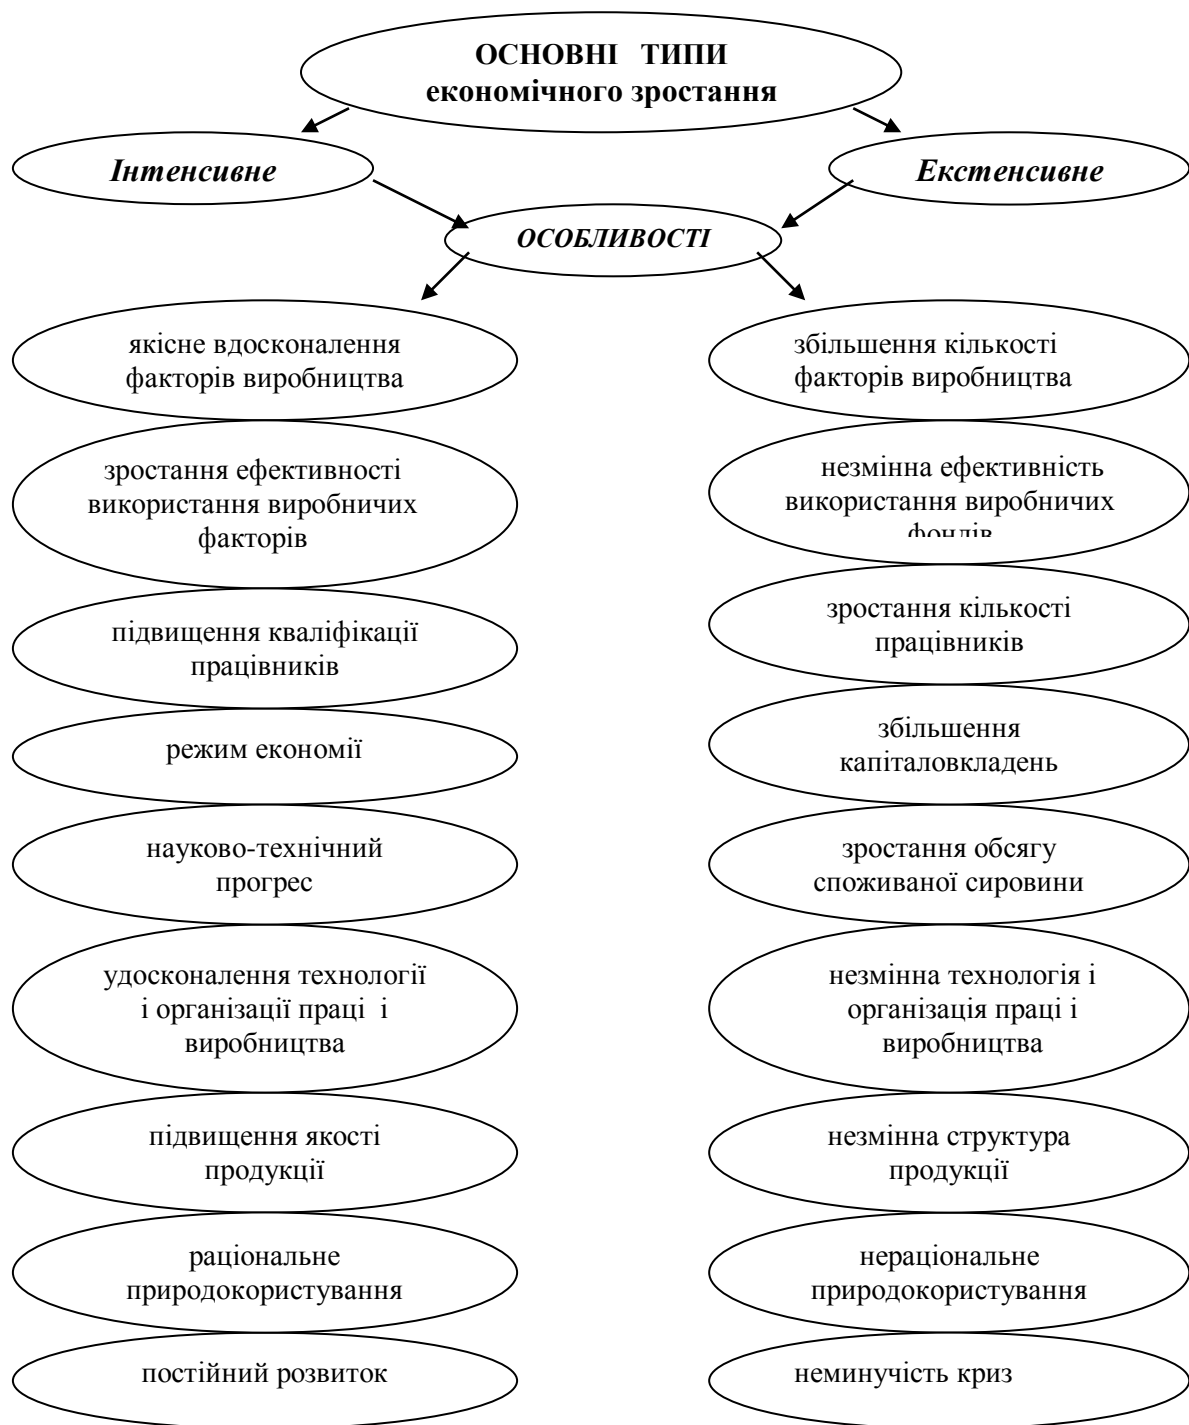 ОСНОВНІ ТИПИ
економічного зростання
Інтенсивне
Екстенсивне
ОСОБЛИВОСТІ
якісне вдосконалення
факторів виробництва
зростання ефективності
використання виробничих
факторів
підвищення кваліфікації
працівників
режим економії
науково-технічний
прогрес
удосконалення технології
і організації праці і
виробництва
підвищення якості
продукції
раціональне
природокористування
постійний розвиток
збільшення кількості
факторів виробництва
незмінна ефективність
використання виробничих
фондів
зростання кількості
працівників
збільшення
капіталовкладень
зростання обсягу
споживаної сировини
незмінна технологія і
організація праці і
виробництва
незмінна структура
продукції
нераціональне
природокористування
неминучість криз